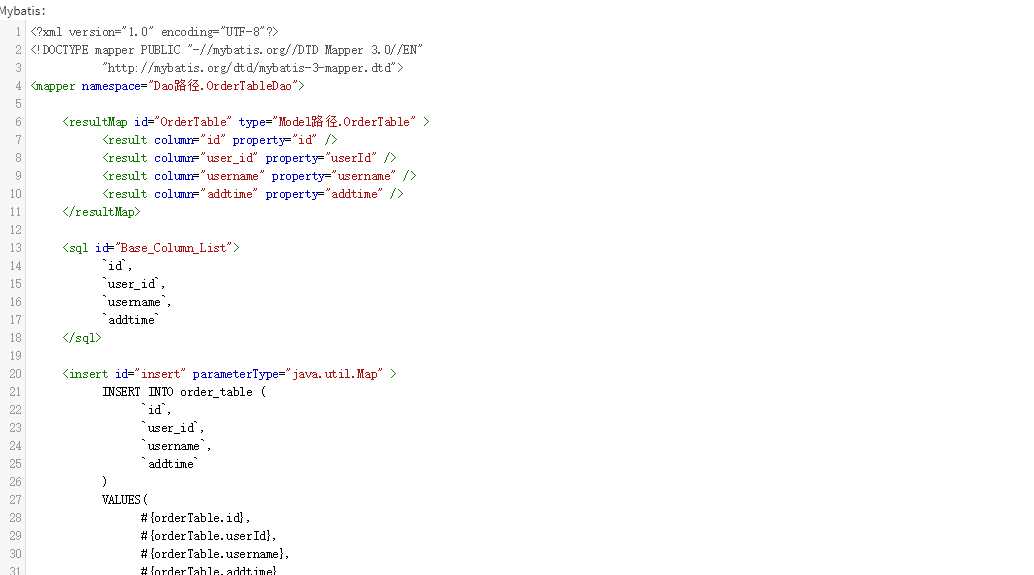 Mybatis:
1 <?xml version="1.0" encoding="UTF-8"?>
2 <!DOCTYPE mapper PUBLIC "-//mybatis.org//DTD Mapper 3.0//EN"
3 "http://mybatis.org/dtd/mybatis-3-mapper.dtd">
4 <mapper namespace="Dao路径.OrderTableDao">
5
6 <resultMap id="OrderTable" type="Model路径.OrderTable" >
7 <result column="id" property="id" />
8 <result column="user_id" property="userId" />
9 <result column="username" property="username" />
10 <result column="addtime" property="addtime" />
11 </resultMap>
12
13 <sql id="Base_Column_List">
14 `id`,
15 `user_id`,
16 `username`,
17 `addtime`
18 </sql>
19
20 <insert id="insert" parameterType="java.util.Map" >
21 INSERT INTO order_table (
22 `id`,
23 `user_id`,
24 `username`,
25 `addtime`
26 )
27 VALUES(
28 #{orderTable.id},
29 #{orderTable.userId},
30 #{orderTable.username},
31 #{orderTable.addtime}